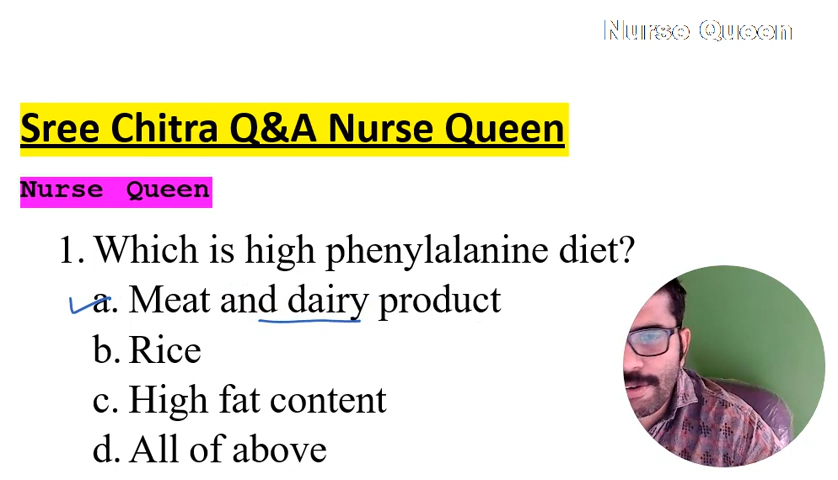 Nurse Queen
Sree Chitra Q&A Nurse Queen
Nurse Queen
1. Which is high phenylalanine diet?
a. Meat and dairy product
b. Rice
c. High fat content
d. All of above